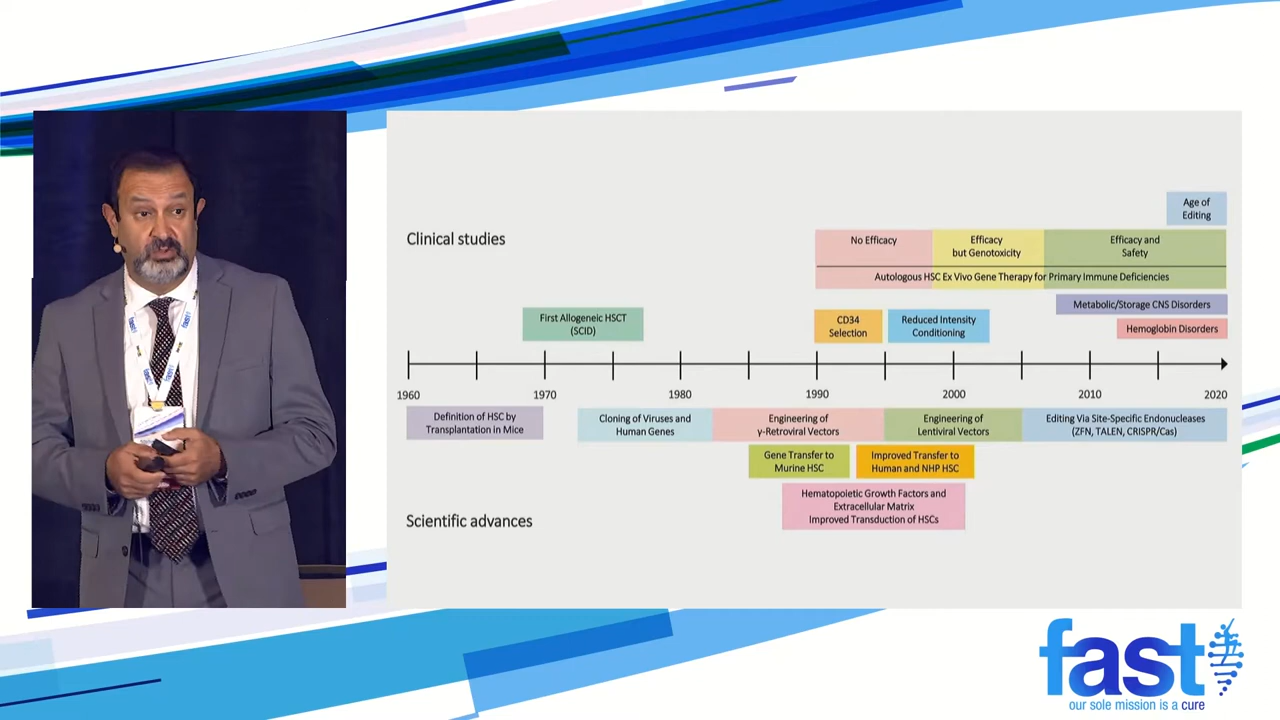 Clinical studies
Age of
Editing
No Efficacy
Efficacy
but Genotoxicity
Efficacy and
Safety
Autologous HSC Ex Vivo Gene Therapy for Primary Immune Deficiencies
Metabolic/Storage CNS Disorders
First Allogeneic HSCT
(SCID)
CD34
Selection
Reduced Intensity
Conditioning
Hemoglobin Disorders
1960 1970 1980 1990 2000 2010 2020
Definition of HSC by
Transplantation in Mice
Cloning of Viruses and
Human Genes
Engineering of
γ-Retroviral Vectors
Engineering of
Lentiviral Vectors
Editing Via Site-Specific Endonucleases
(ZFN, TALEN, CRISPR/Cas)
Gene Transfer to
Murine HSC
Improved Transfer to
Human and NHP HSC
Hematopoietic Growth Factors and
Extracellular Matrix
Improved Transduction of HSCs
Scientific advances
fast
our sole mission is a cure